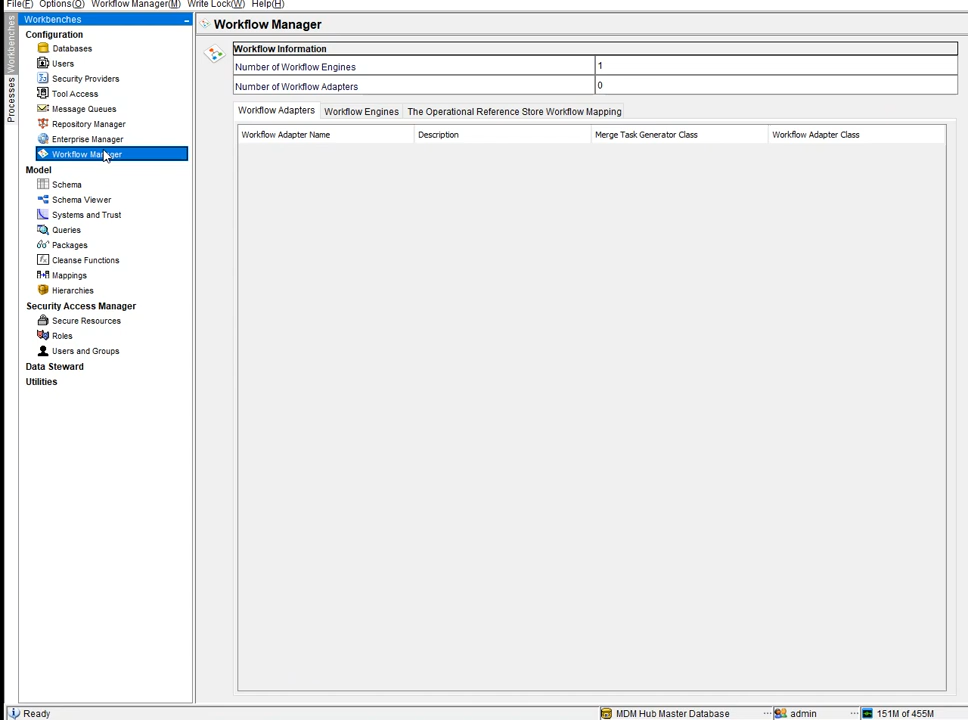 File(F) Options(O) Workflow Manager(M) Write Lock(W) Help(H)
Workbenches
Processes
Workbenches
Configuration
Databases
Users
Security Providers
Tool Access
Message Queues
Repository Manager
Enterprise Manager
Workflow Manager
Model
Schema
Schema Viewer
Systems and Trust
Queries
Packages
Cleanse Functions
Mappings
Hierarchies
Security Access Manager
Secure Resources
Roles
Users and Groups
Data Steward
Utilities
Workflow Manager
Workflow Information
Number of Workflow Engines 1
Number of Workflow Adapters 0
Workflow Adapters Workflow Engines The Operational Reference Store Workflow Mapping
Workflow Adapter Name Description Merge Task Generator Class Workflow Adapter Class
Ready MDM Hub Master Database ··· admin ··· 151M of 455M